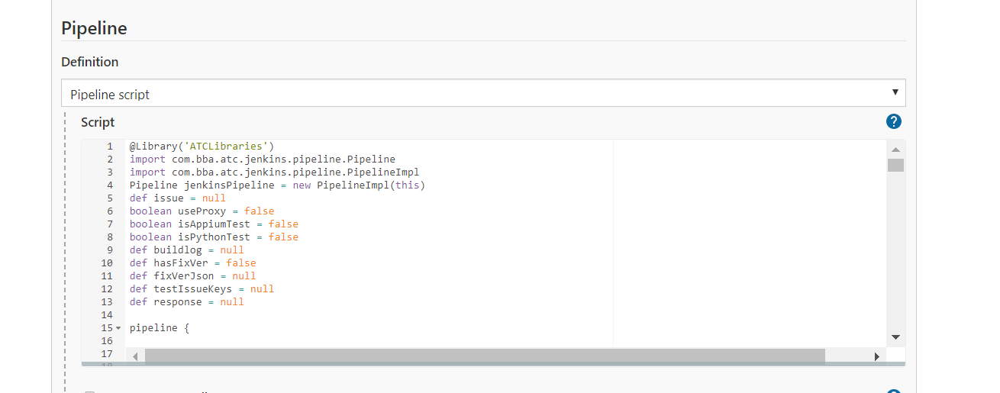 Pipeline
Definition
Pipeline script
Script
1 @Library('ATCLibraries')
2 import com.bba.atc.jenkins.pipeline.Pipeline
3 import com.bba.atc.jenkins.pipeline.PipelineImpl
4 Pipeline jenkinsPipeline = new PipelineImpl(this)
5 def issue = null
6 boolean useProxy = false
7 boolean isAppiumTest = false
8 boolean isPythonTest = false
9 def buildlog = null
10 def hasFixVer = false
11 def fixVerJson = null
12 def testIssueKeys = null
13 def response = null
14
15 pipeline {
16
17